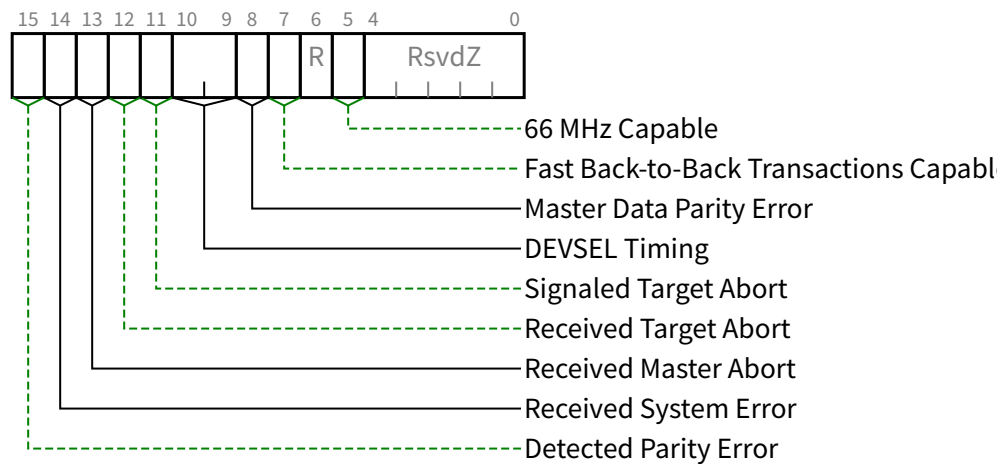 15 14 13 12 11 10 9 8 7 6 5 4 0
R RsvdZ
66 MHz Capable
Fast Back-to-Back Transactions Capabl
Master Data Parity Error
DEVSEL Timing
Signaled Target Abort
Received Target Abort
Received Master Abort
Received System Error
Detected Parity Error